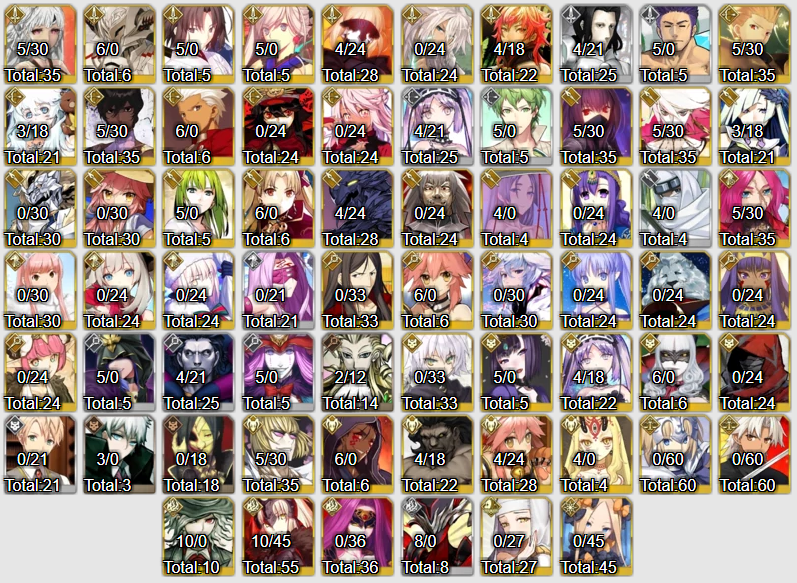 5/30 6/0 5/0 5/0 4/24 0/24 4/18 4/21 5/0 5/30
Total:35 Total:6 Total:5 Total:5 Total:28 Total:24 Total:22 Total:25 Total:5 Total:35
3/18 5/30 6/0 0/24 0/24 4/21 5/0 5/30 5/30 3/18
Total:21 Total:35 Total:6 Total:24 Total:24 Total:25 Total:5 Total:35 Total:35 Total:21
0/30 0/30 5/0 6/0 4/24 0/24 4/0 0/24 4/0 5/30
Total:30 Total:30 Total:5 Total:6 Total:28 Total:24 Total:4 Total:24 Total:4 Total:35
0/30 0/24 0/24 0/21 0/33 6/0 0/30 0/24 0/24 0/24
Total:30 Total:24 Total:24 Total:21 Total:33 Total:6 Total:30 Total:24 Total:24 Total:24
0/24 5/0 4/21 5/0 2/12 0/33 5/0 4/18 6/0 0/24
Total:24 Total:5 Total:25 Total:5 Total:14 Total:33 Total:5 Total:22 Total:6 Total:24
0/21 3/0 0/18 5/30 6/0 4/18 4/24 4/0 0/60 0/60
Total:21 Total:3 Total:18 Total:35 Total:6 Total:22 Total:28 Total:4 Total:60 Total:60
10/0 10/45 0/36 8/0 0/27 0/45
Total:10 Total:55 Total:36 Total:8 Total:27 Total:45